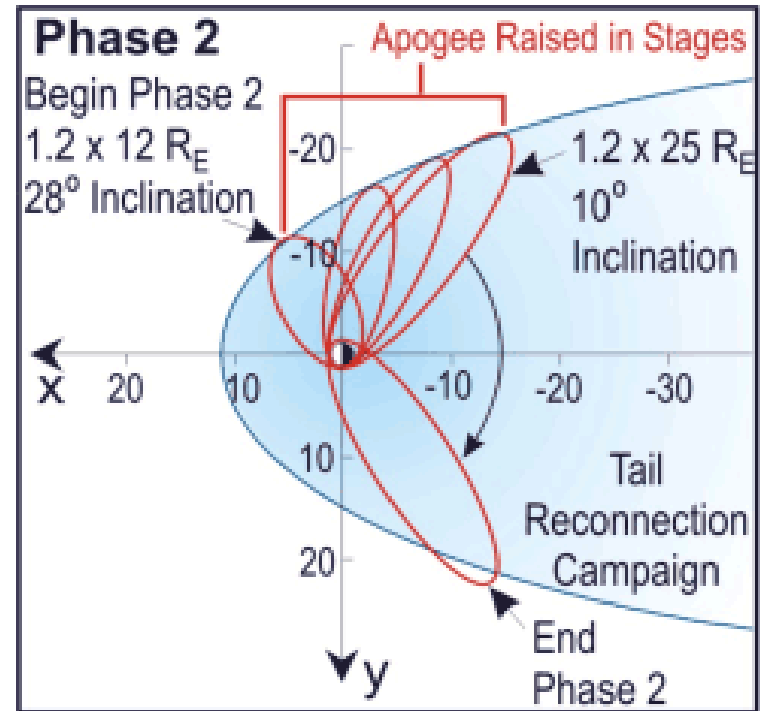 Phase 2
Apogee Raised in Stages
Begin Phase 2
1.2 x 12 RE
28° Inclination
1.2 x 25 RE
10°
Inclination
-20
-10
X
20
10
-10
-20
-30
10
20
Tail
Reconnection
Campaign
End
Phase 2
y